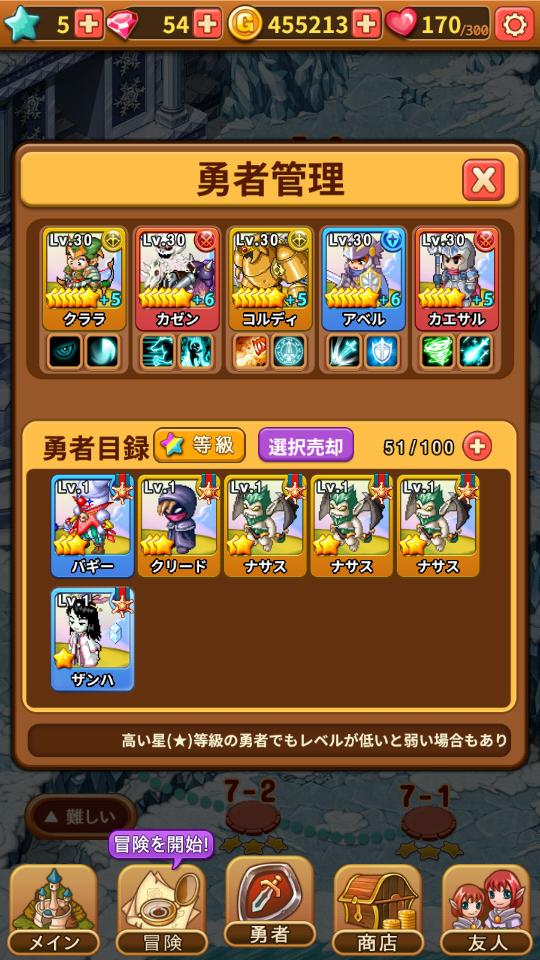 5 54 455213 170/300
勇者管理
Lv.30 Lv.30 Lv.30 Lv.30 Lv.30
+5 +6 +5 +6 +5
クララ カゼン コルディ アベル カエサル
勇者目録 等級 選択売却 51/100
Lv.1 Lv.1 Lv.1 Lv.1 Lv.1
バギー クリード ナサス ナサス ナサス
Lv.1
ザンハ
高い星(★)等級の勇者でもレベルが低いと弱い場合もあり
7-2 7-1
▲ 難しい
冒険を開始!
メイン 冒険 勇者 商店 友人